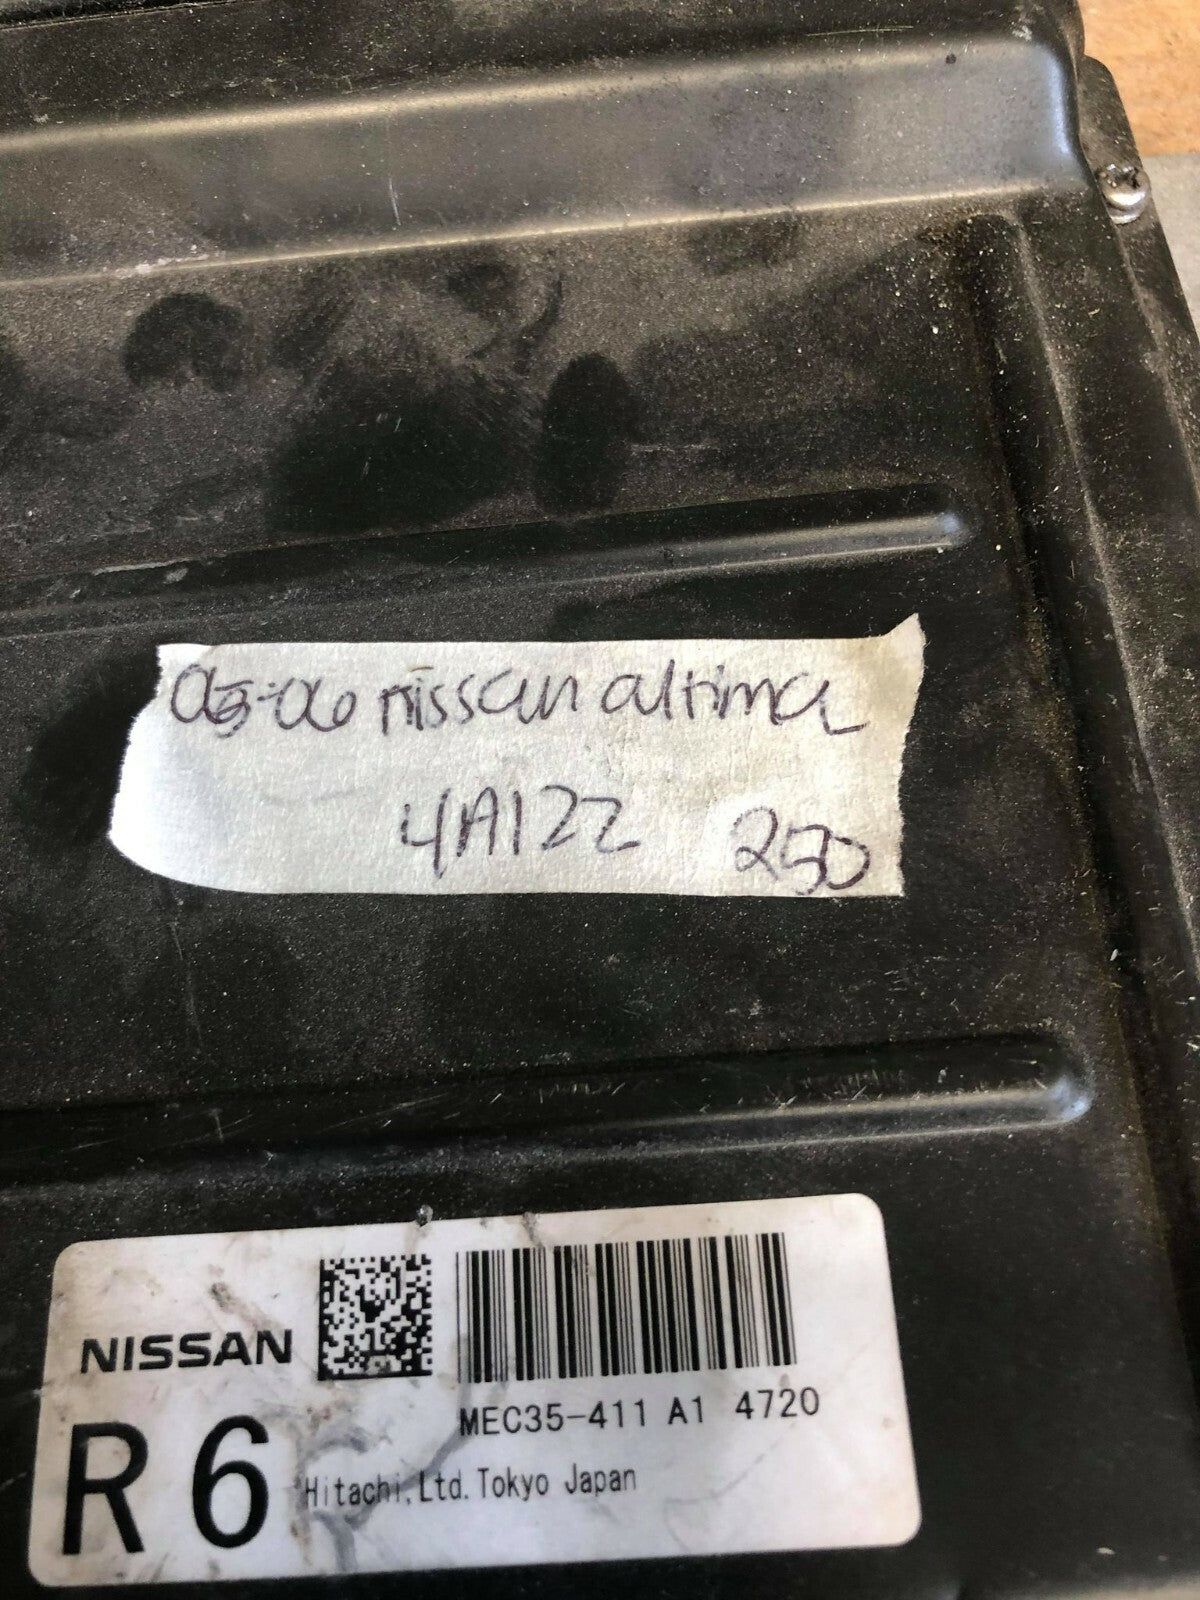 05-06 nissan altima
4A122 250
NISSAN
MEC35-411 A1 4720
R6
Hitachi,Ltd.Tokyo Japan